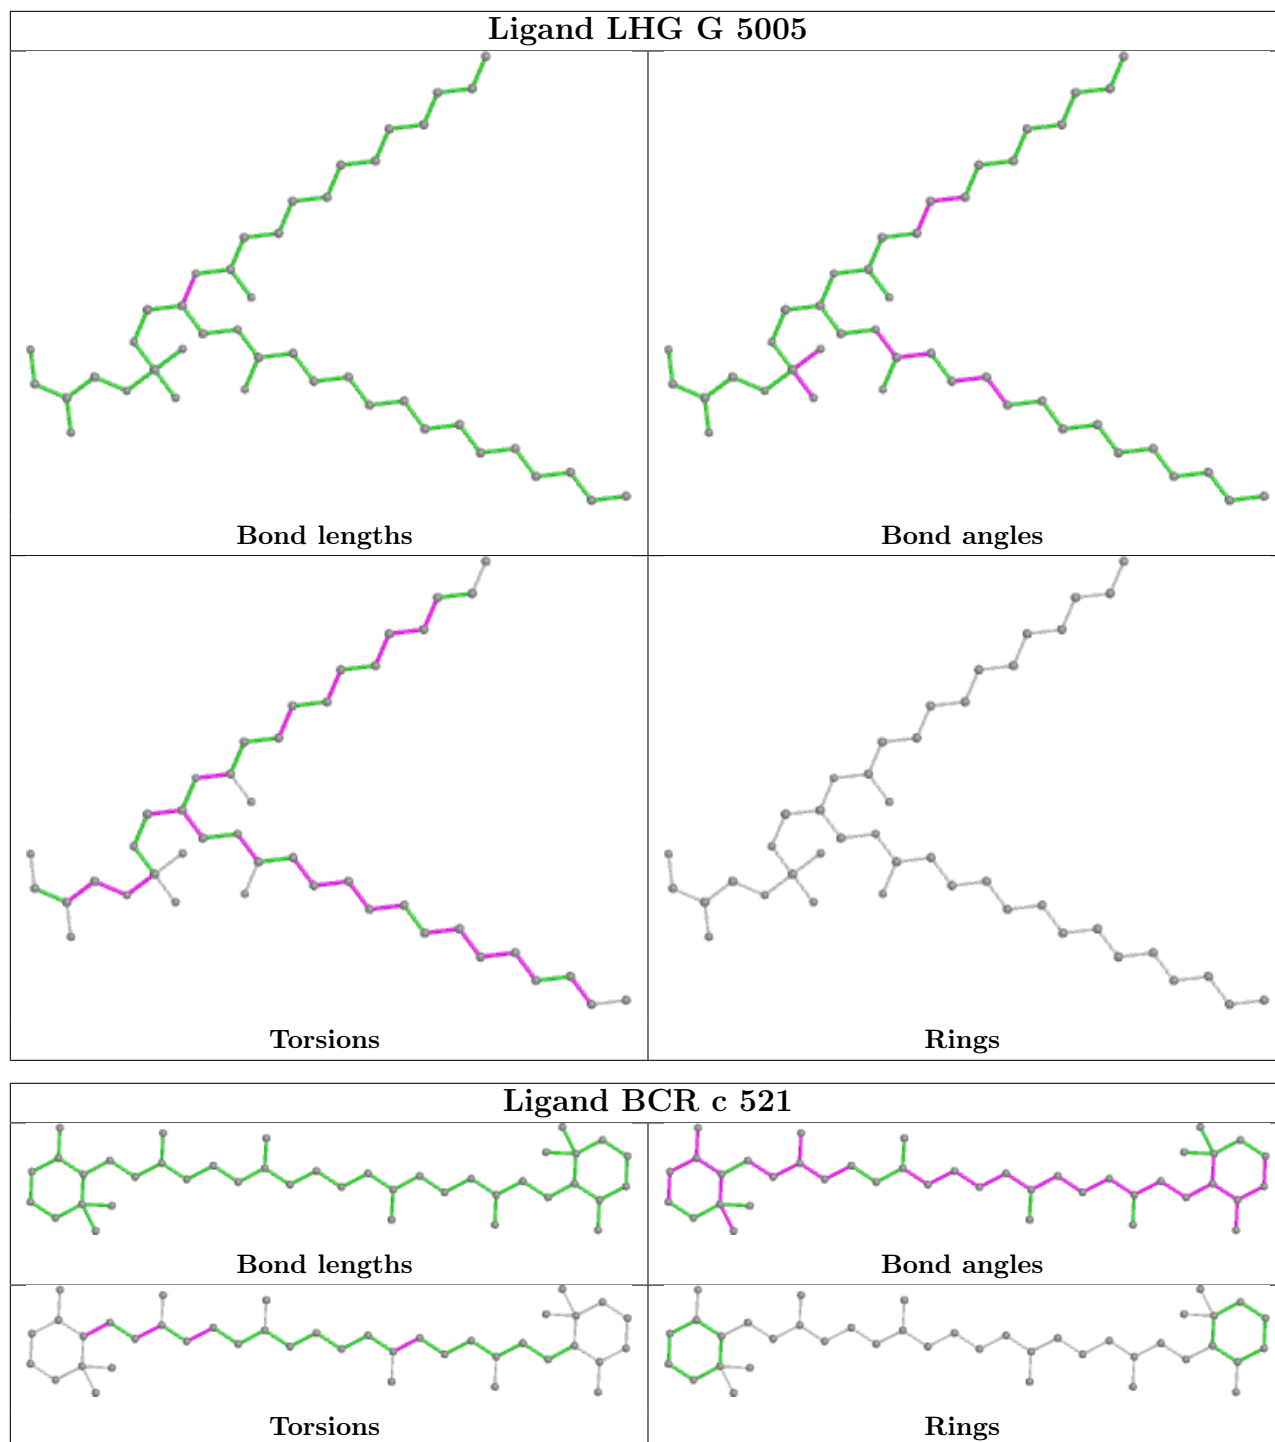 Ligand LHG G 5005
Bond lengths
Bond angles
Torsions
Rings
Ligand BCR c 521
Bond lengths
Bond angles
Torsions
Rings